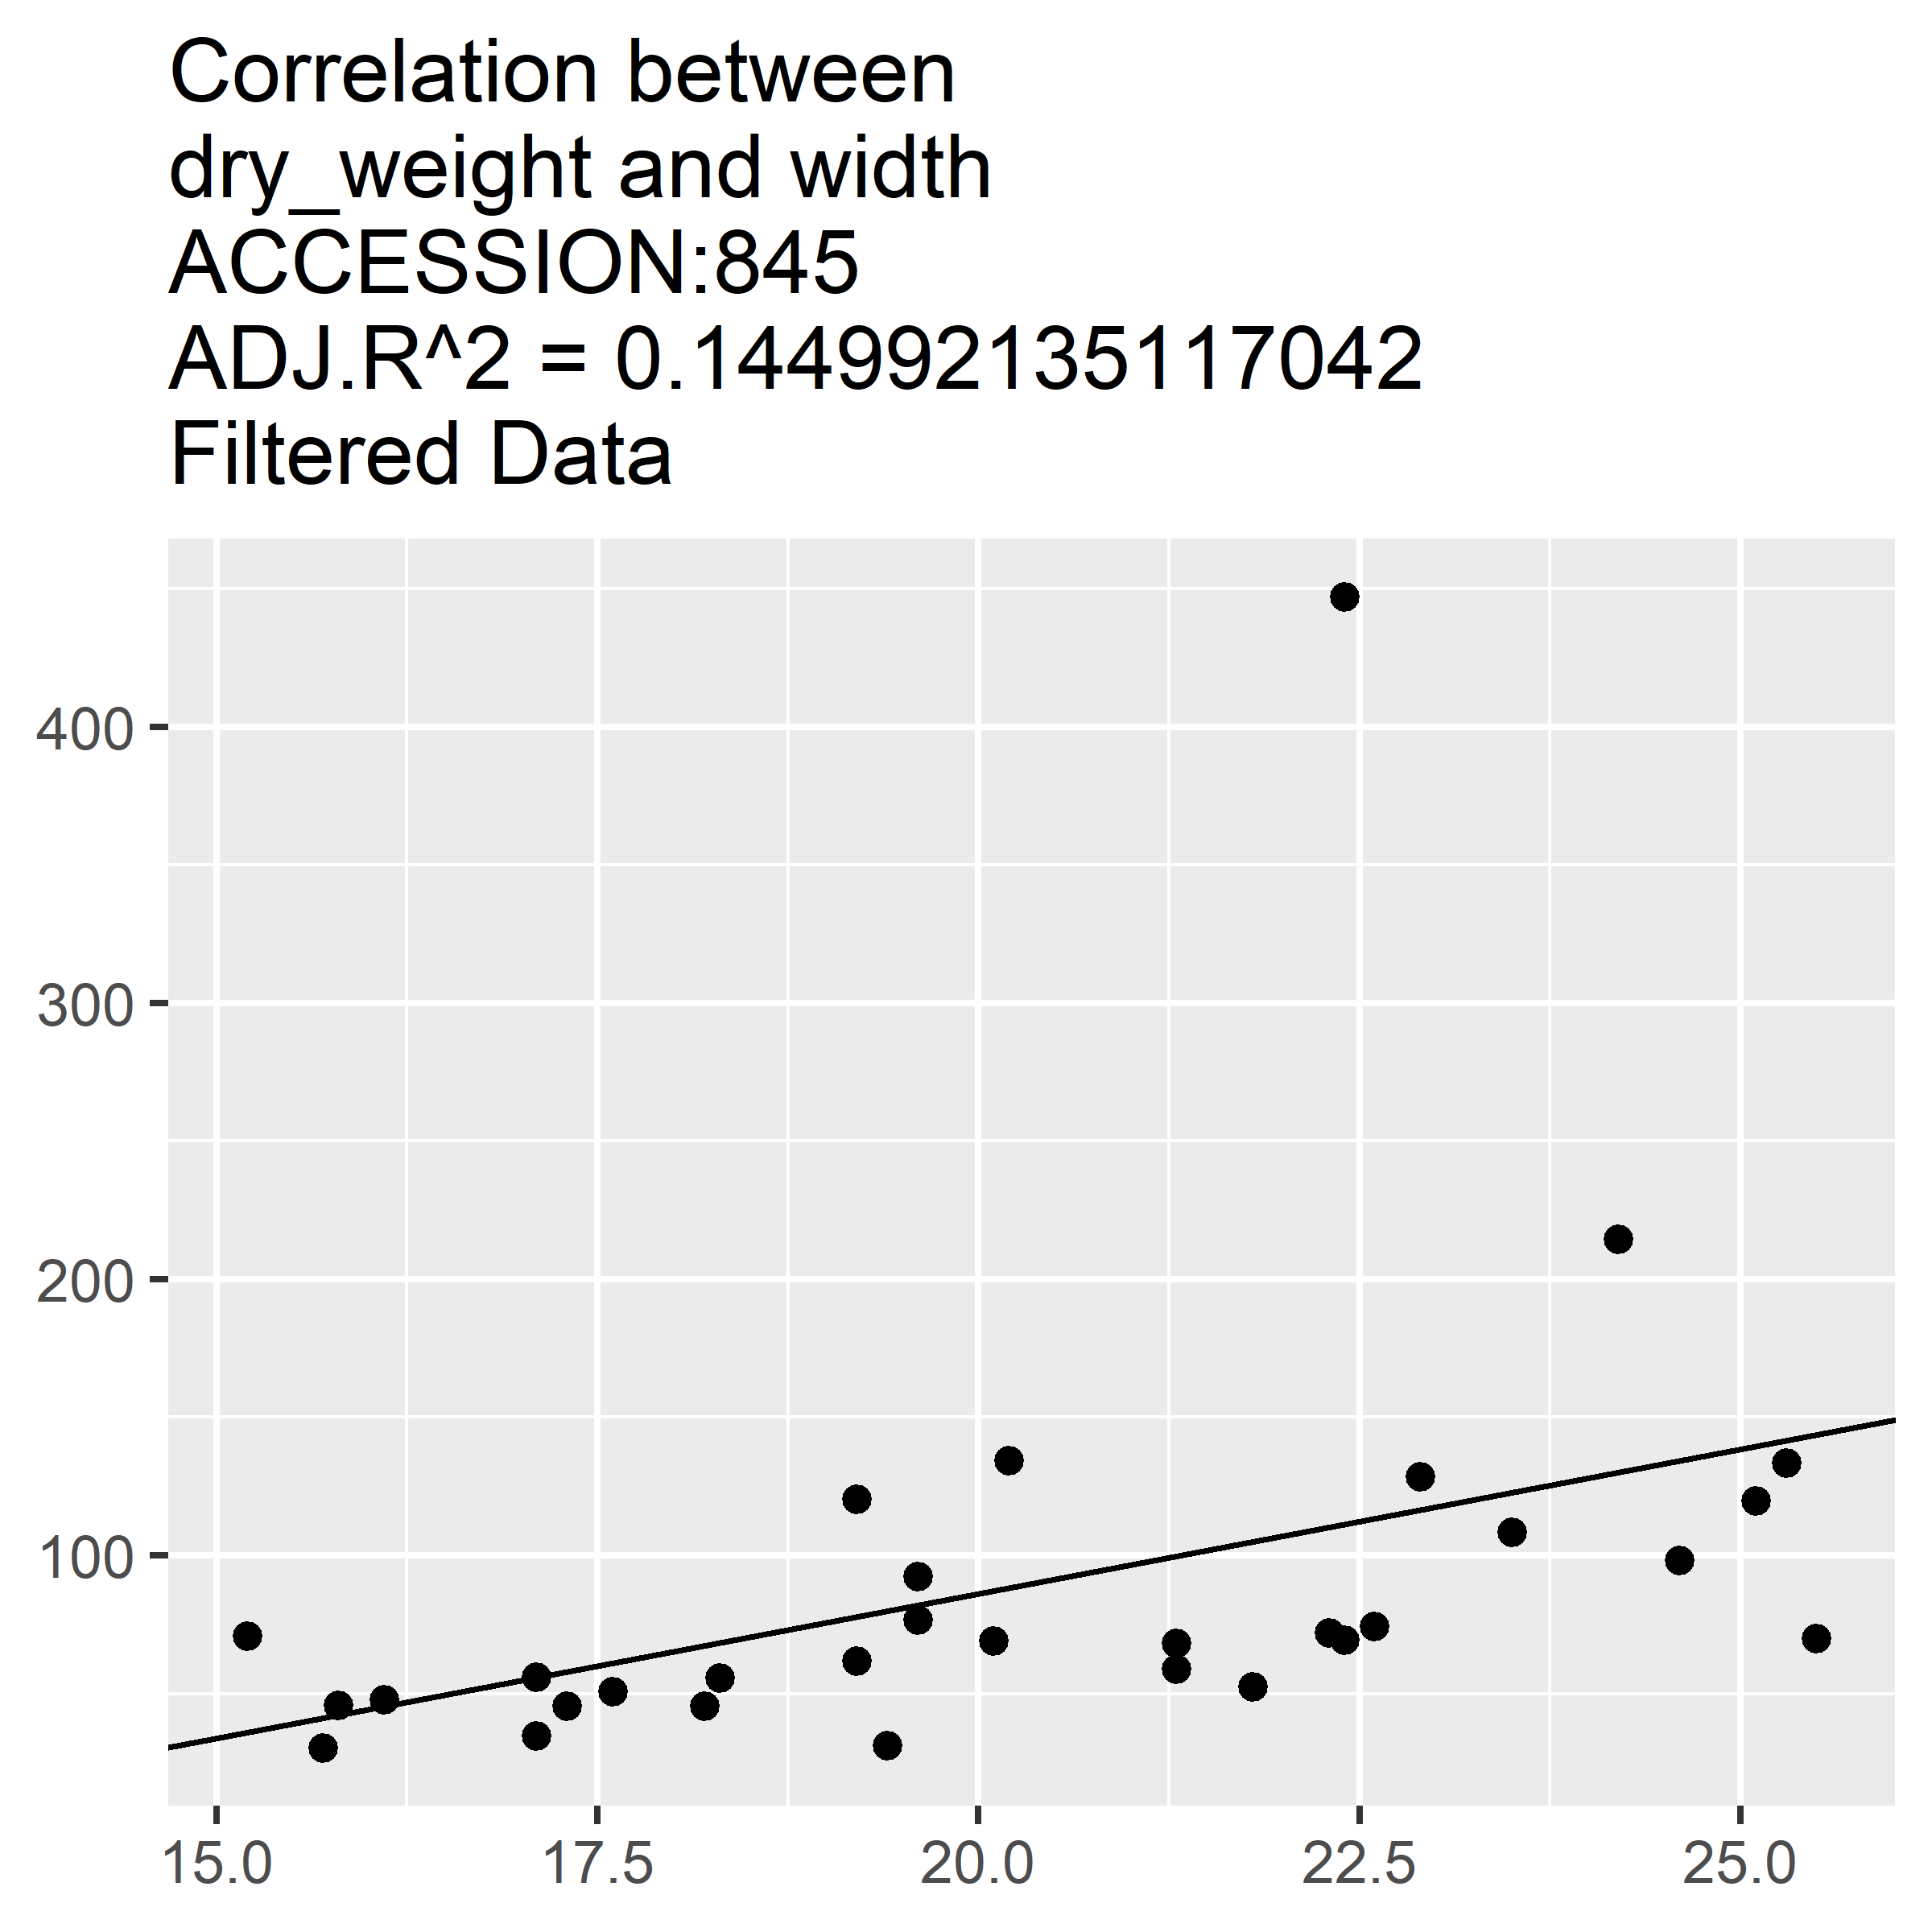 Correlation between
dry_weight and width
ACCESSION:845
ADJ.R^2 = 0.144992135117042
Filtered Data
400
300
200
100
15.0 17.5 20.0 22.5 25.0